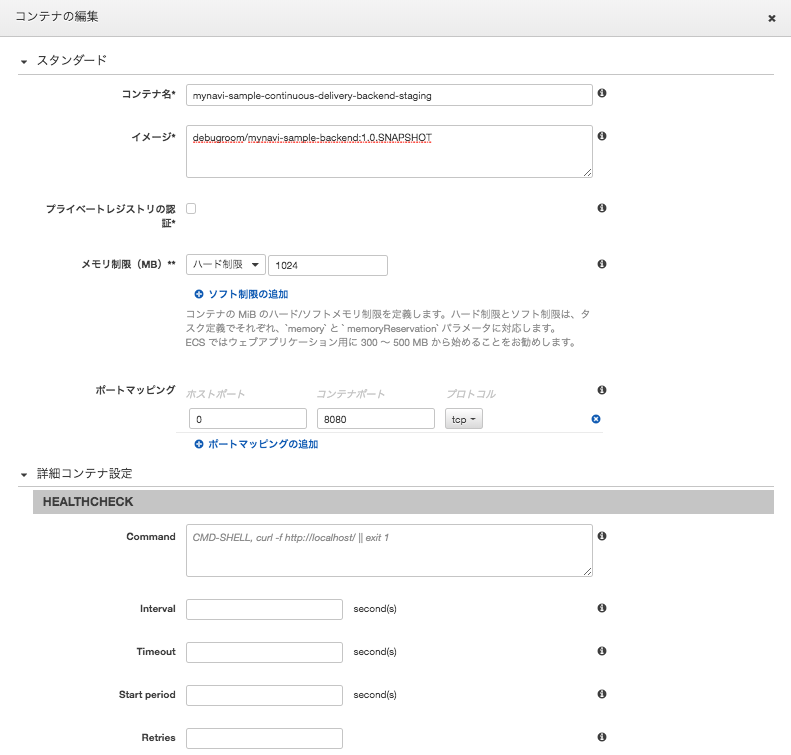 コンテナの編集
スタンダード
コンテナ名*
mynavi-sample-continuous-delivery-backend-staging
イメージ*
debugroom/mynavi-sample-backend:1.0.SNAPSHOT
プライベートレジストリの認
証*
メモリ制限（MB）**
ハード制限
1024
ソフト制限の追加
コンテナの MiB のハード/ソフトメモリ制限を定義します。ハード制限とソフト制限は、タ
スク定義でそれぞれ、`memory` と ` memoryReservation` パラメータに対応します。
ECS ではウェブアプリケーション用に 300 〜 500 MB から始めることをお勧めします。
ポートマッピング
ホストポート コンテナポート プロトコル
0 8080 tcp
ポートマッピングの追加
詳細コンテナ設定
HEALTHCHECK
Command
CMD-SHELL, curl -f http://localhost/ || exit 1
Interval second(s)
Timeout second(s)
Start period second(s)
Retries